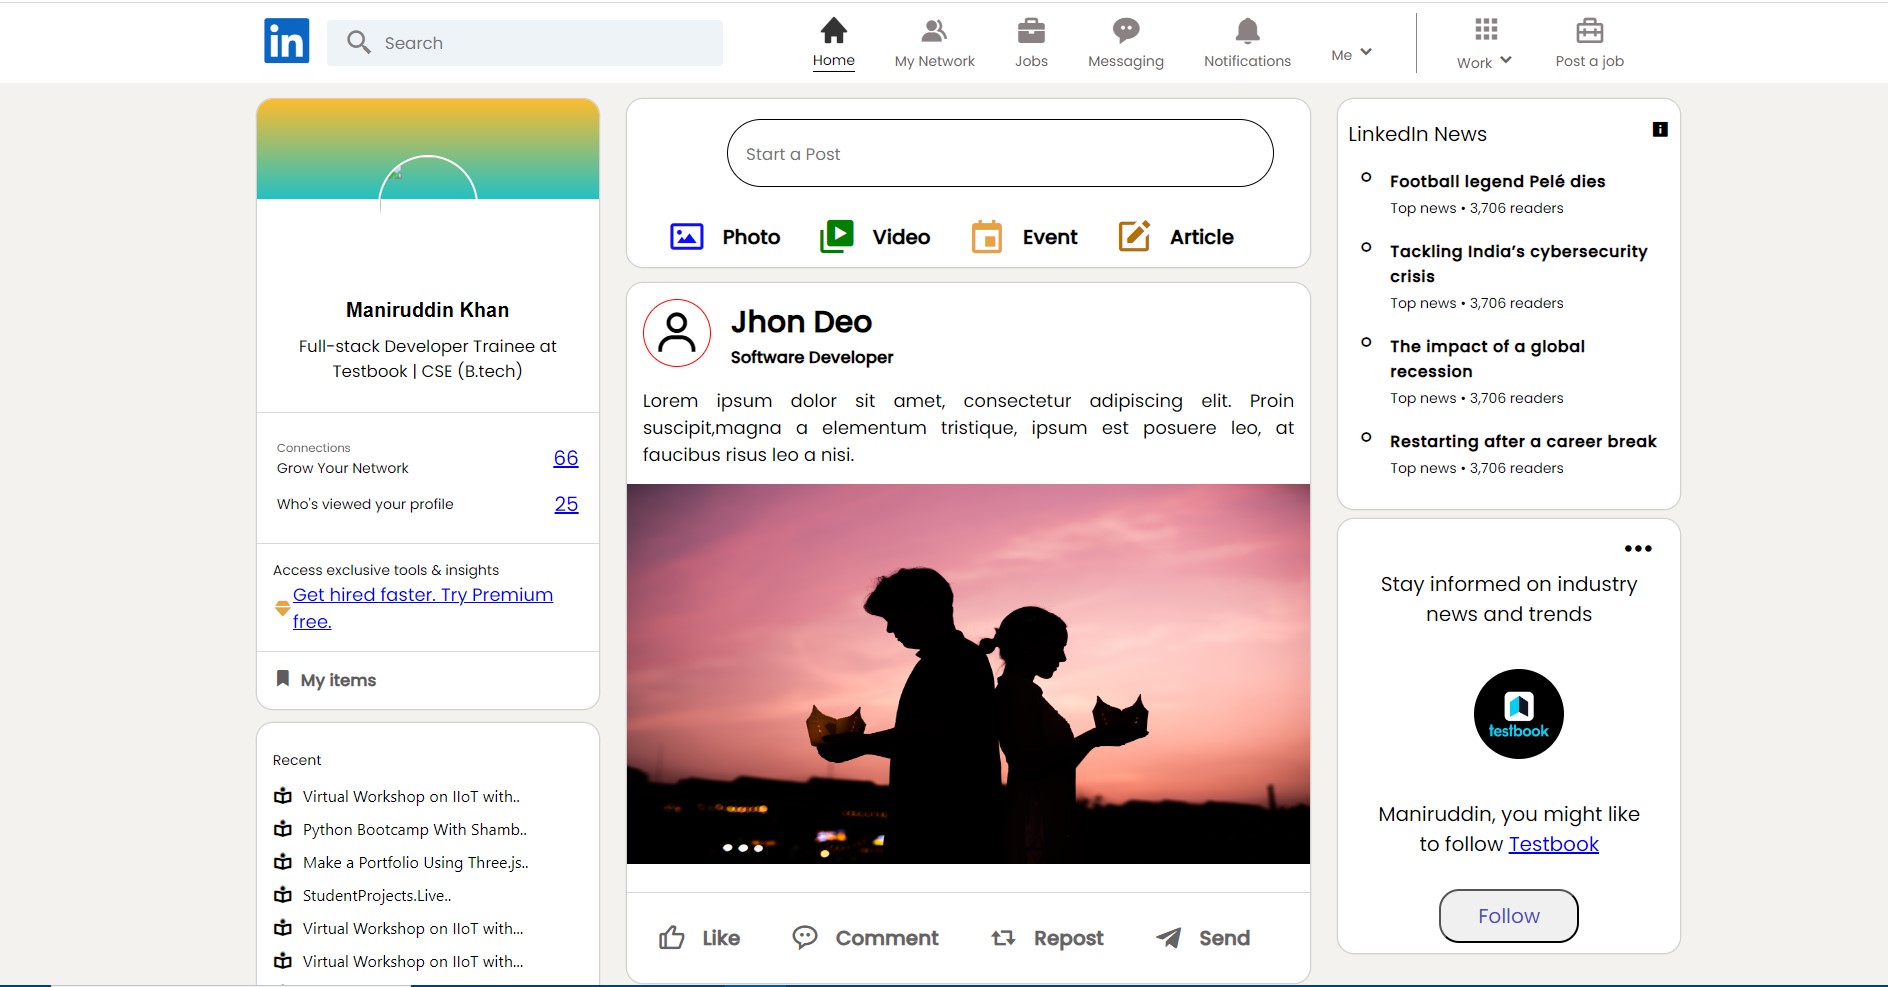 in
Search
Home
My Network
Jobs
Messaging
Notifications
Me
Work
Post a job
Maniruddin Khan
Full-stack Developer Trainee at
Testbook | CSE (B.tech)
Connections
Grow Your Network
66
Who's viewed your profile
25
Access exclusive tools & insights
Get hired faster. Try Premium
free.
My items
Recent
Virtual Workshop on IIoT with..
Python Bootcamp With Shamb..
Make a Portfolio Using Three.js..
StudentProjects.Live..
Virtual Workshop on IIoT with...
Virtual Workshop on IIoT with...
Start a Post
Photo
Video
Event
Article
Jhon Deo
Software Developer
Lorem ipsum dolor sit amet, consectetur adipiscing elit. Proin
suscipit,magna a elementum tristique, ipsum est posuere leo, at
faucibus risus leo a nisi.
Like
Comment
Repost
Send
LinkedIn News
Football legend Pelé dies
Top news • 3,706 readers
Tackling India’s cybersecurity
crisis
Top news • 3,706 readers
The impact of a global
recession
Top news • 3,706 readers
Restarting after a career break
Top news • 3,706 readers
Stay informed on industry
news and trends
testbook
Maniruddin, you might like
to follow Testbook
Follow